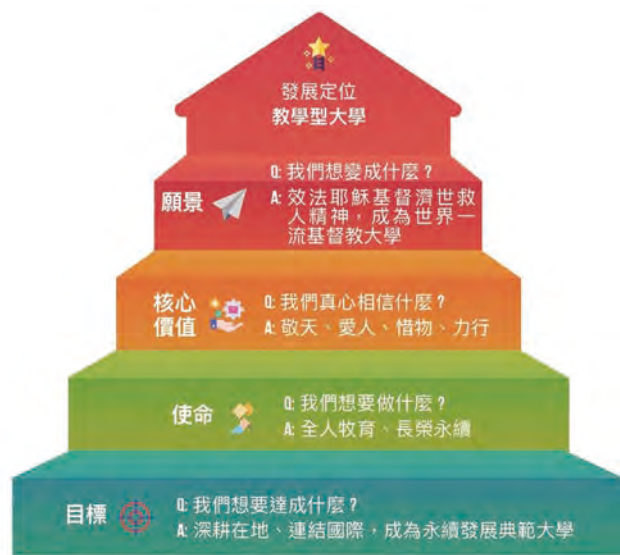 發展定位
教學型大學
願景
Q: 我們想變成什麼？
A: 效法耶穌基督濟世救
人精神，成為世界一
流基督教大學
核心
價值
Q: 我們真心相信什麼？
A: 敬天、愛人、惜物、力行
使命
Q: 我們想要做什麼？
A: 全人牧育、長榮永續
目標
Q: 我們想要達成什麼？
A: 深耕在地、連結國際，成為永續發展典範大學